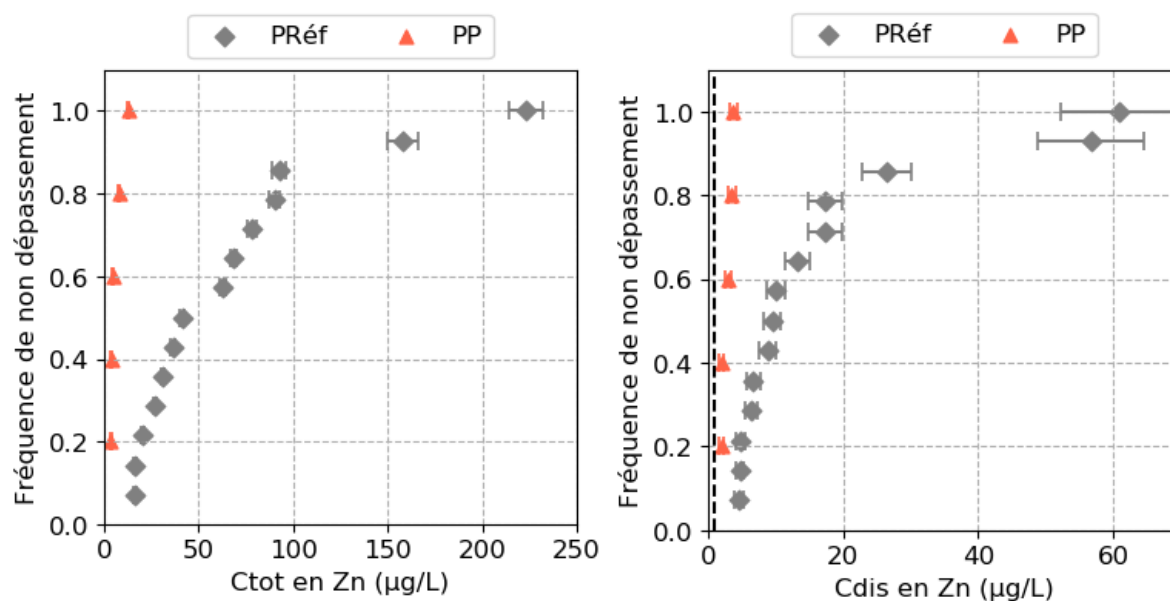 PRéf PP
Fréquence de non dépassement
1.0
0.8
0.6
0.4
0.2
0.0
0 50 100 150 200 250
Ctot en Zn (µg/L)
PRéf PP
Fréquence de non dépassement
1.0
0.8
0.6
0.4
0.2
0.0
0 20 40 60
Cdis en Zn (µg/L)